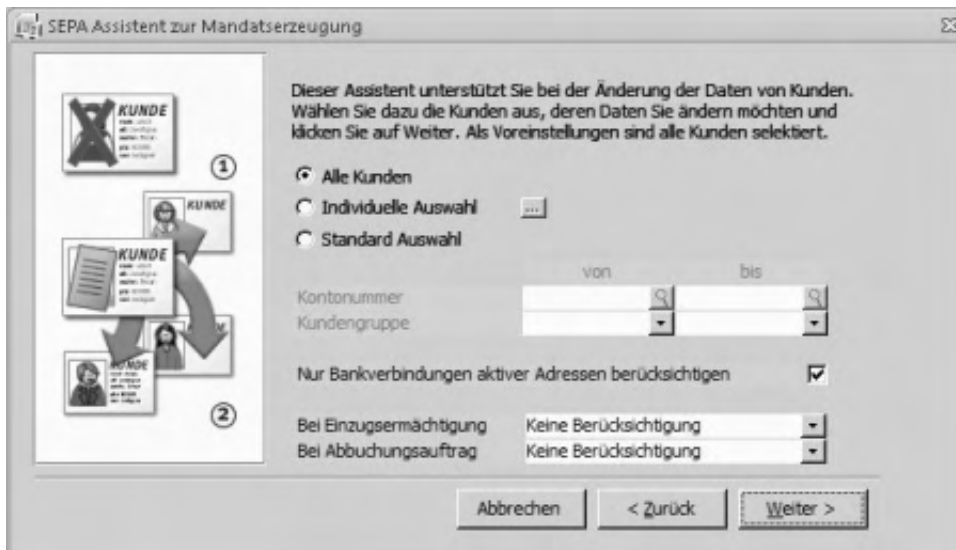 SEPA Assistent zur Mandatserzeugung
KUNDE
①
KUNDE
KUNDE
KUNDE
②
Dieser Assistent unterstützt Sie bei der Änderung der Daten von Kunden.
Wählen Sie dazu die Kunden aus, deren Daten Sie ändern möchten und
klicken Sie auf Weiter. Als Voreinstellungen sind alle Kunden selektiert.
Alle Kunden
Individuelle Auswahl ...
Standard Auswahl
von bis
Kontonummer
Kundengruppe
Nur Bankverbindungen aktiver Adressen berücksichtigen
Bei Einzugsermächtigung Keine Berücksichtigung
Bei Abbuchungsauftrag Keine Berücksichtigung
Abbrechen < Zurück Weiter >